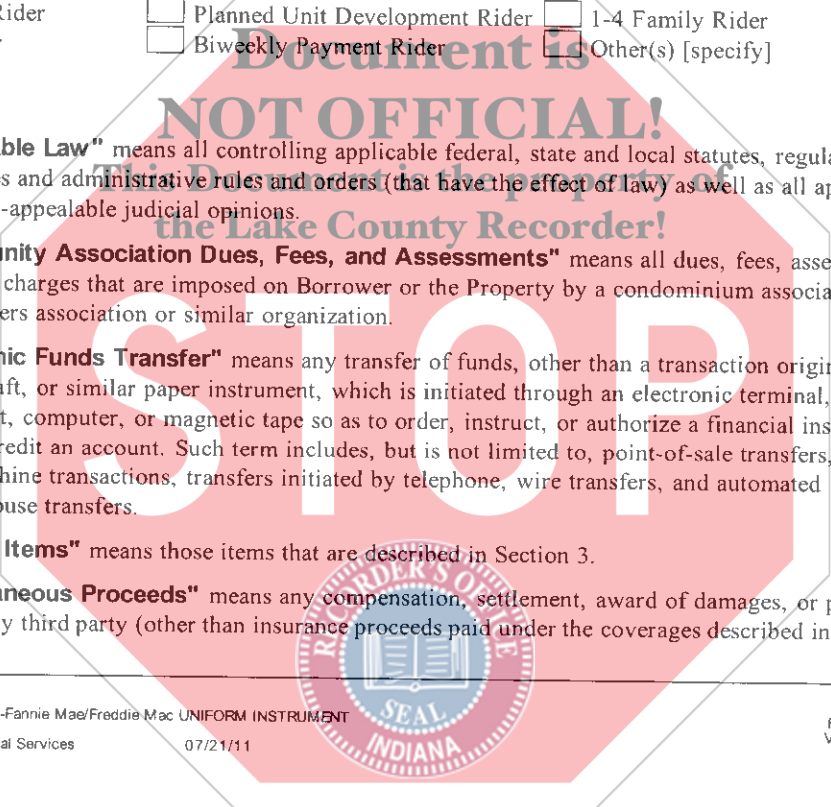 Rider Planned Unit Development Rider 1-4 Family Rider
Biweekly Payment Rider Other(s) [specify]
Document is
NOT OFFICIAL!
This Document is the property of
the Lake County Recorder!
STOP
ble Law" means all controlling applicable federal, state and local statutes, regula
s and administrative rules and orders (that have the effect of law) as well as all ap
-appealable judicial opinions.
nity Association Dues, Fees, and Assessments" means all dues, fees, asse
charges that are imposed on Borrower or the Property by a condominium associa
ers association or similar organization.
nic Funds Transfer" means any transfer of funds, other than a transaction origin
aft, or similar paper instrument, which is initiated through an electronic terminal,
t, computer, or magnetic tape so as to order, instruct, or authorize a financial ins
redit an account. Such term includes, but is not limited to, point-of-sale transfers,
hine transactions, transfers initiated by telephone, wire transfers, and automated
ouse transfers.
Items" means those items that are described in Section 3.
neous Proceeds" means any compensation, settlement, award of damages, or p
y third party (other than insurance proceeds paid under the coverages described in
RECORDER'S OFFICE
SEAL
INDIANA
-Fannie Mae/Freddie Mac UNIFORM INSTRUMENT
al Services 07/21/11